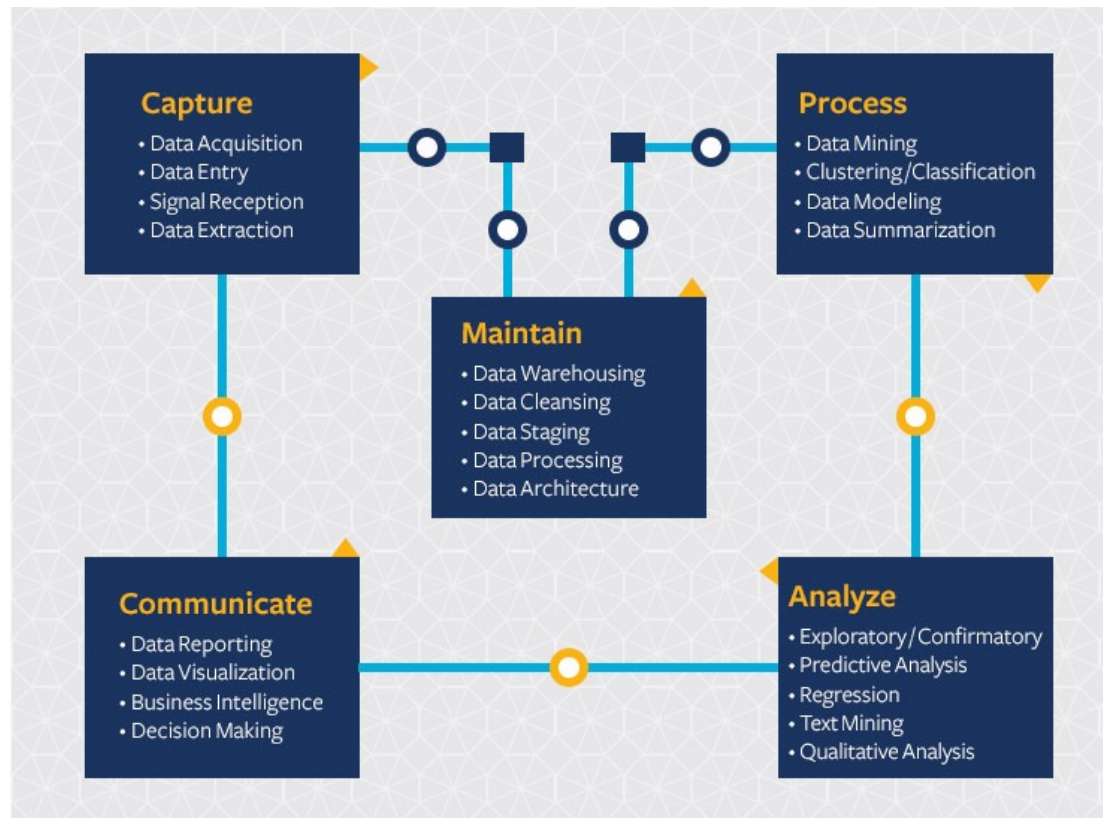 Capture
• Data Acquisition
• Data Entry
• Signal Reception
• Data Extraction
Process
• Data Mining
• Clustering/Classification
• Data Modeling
• Data Summarization
Maintain
• Data Warehousing
• Data Cleansing
• Data Staging
• Data Processing
• Data Architecture
Communicate
• Data Reporting
• Data Visualization
• Business Intelligence
• Decision Making
Analyze
• Exploratory/Confirmatory
• Predictive Analysis
• Regression
• Text Mining
• Qualitative Analysis